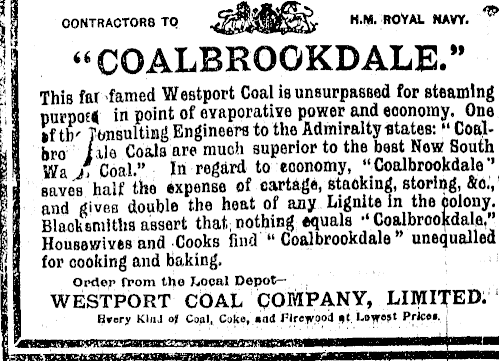 CONTRACTORS TO H.M. ROYAL NAVY.
"COALBROOKDALE."
This far famed Westport Coal is unsurpassed for steaming
in point of evaporative power and economy. One
Consulting Engineers to the Admiralty states: "Coal-
Coals are much superior to the best New South
Coal." In regard to economy, "Coalbrookdale"
saves half the expense of cartage, stacking, storing, &c.,
and gives double the heat of any Lignite in the colony.
Blacksmiths assert that nothing equals "Coalbrookdale,"
Housewives and Cooks find "Coalbrookdale" unequalled
for cooking and baking.
Order from the Local Depot—
WESTPORT COAL COMPANY, LIMITED.
Every Kind of Coal, Coke, and Firewood at Lowest Prices.